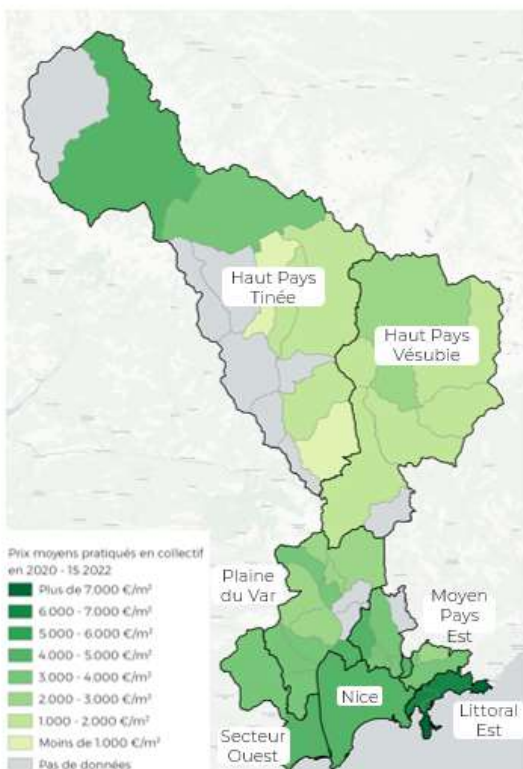 Haut Pays
Tinée
Haut Pays
Vésubie
Prix moyens pratiqués en collectif
en 2020 - 1S 2022
Plus de 7.000 €/m²
6.000 - 7.000 €/m²
5.000 - 6.000 €/m²
4.000 - 5.000 €/m²
3.000 - 4.000 €/m²
2.000 - 3.000 €/m²
1.000 - 2.000 €/m²
Moins de 1.000 €/m²
Pas de données
Plaine
du Var
Moyen
Pays
Est
Nice
Littoral
Est
Secteur
Ouest